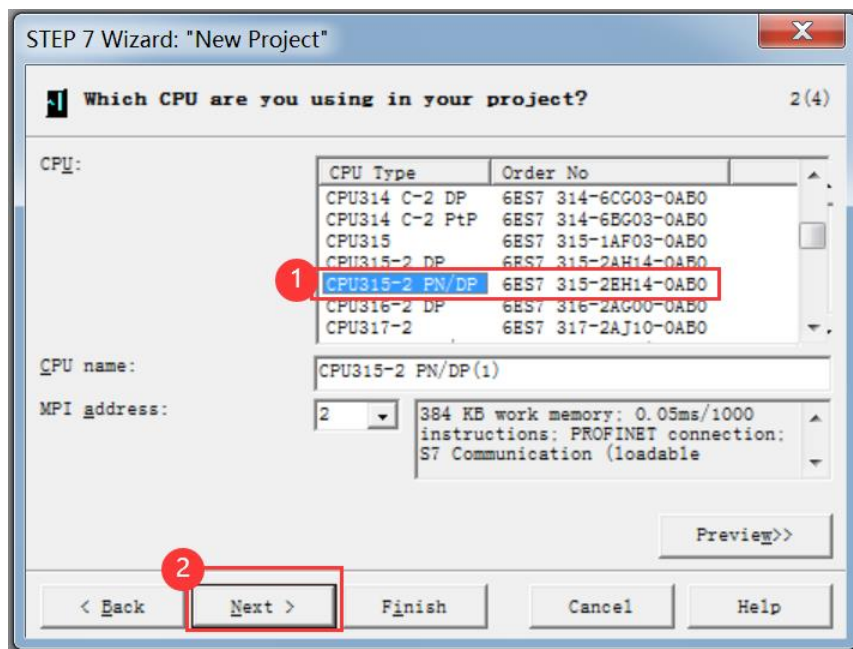 STEP 7 Wizard: "New Project"
Which CPU are you using in your project? 2(4)
CPU:
CPU Type Order No
CPU314 C-2 DP 6ES7 314-6CG03-0AB0
CPU314 C-2 PtP 6ES7 314-6BG03-0AB0
CPU315 6ES7 315-1AF03-0AB0
CPU315-2 DP 6ES7 315-2AH14-0AB0
1
CPU315-2 PN/DP 6ES7 315-2EH14-0AB0
CPU316-2 DP 6ES7 316-2AG00-0AB0
CPU317-2 6ES7 317-2AJ10-0AB0
CPU name:
CPU315-2 PN/DP(1)
MPI address:
2
384 KB work memory; 0.05ms/1000
instructions; PROFINET connection;
S7 Communication (loadable
Preview>>
2
< Back Next > Finish Cancel Help